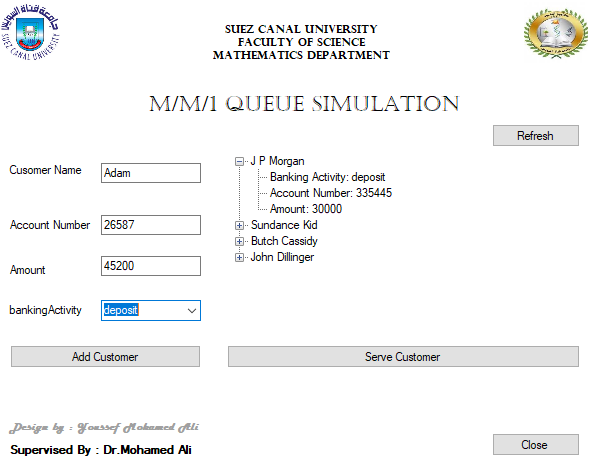 جامعة قناة السويس
SUEZ CANAL UNIVERSITY
SUEZ CANAL UNIVERSITY
FACULTY OF SCIENCE
MATHEMATICS DEPARTMENT
M/M/1 QUEUE SIMULATION
Refresh
Cusomer Name
Adam
Account Number
26587
Amount
45200
bankingActivity
deposit
J P Morgan
Banking Activity: deposit
Account Number: 335445
Amount: 30000
Sundance Kid
Butch Cassidy
John Dillinger
Add Customer
Serve Customer
Design by : Youssef Mohamed Ali
Supervised By : Dr.Mohamed Ali
Close